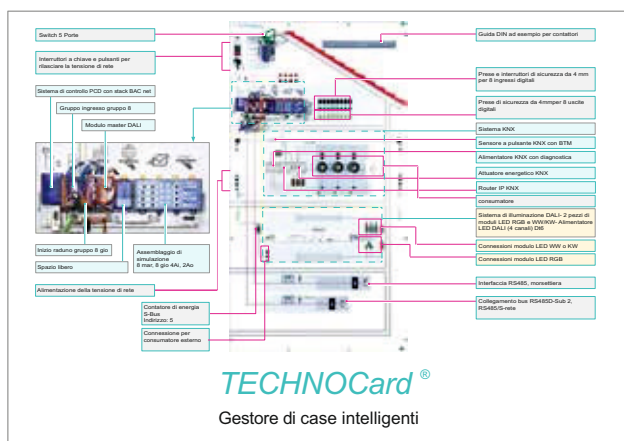 Switch 5 Porte
Interruttori a chiave e pulsanti per
rilasciare la tensione di rete
Sistema di controllo PCD con stack BAC net
Gruppo ingresso gruppo 8
Modulo master DALI
Inizio raduno gruppo 8 gio
Spazio libero
Assemblaggio di
simulazione
8 mar, 8 gio 4Ai, 2Ao
Alimentazione della tensione di rete
Contatore di energia
S-Bus
Indirizzo: 5
Connessione per
consumatore esterno
Guida DIN ad esempio per contattori
Prese e interruttori di sicurezza da 4 mm
per 8 ingressi digitali
Prese di sicurezza da 4mmper 8 uscite
digitali
Sistema KNX
Sensore a pulsante KNX con BTM
Alimentatore KNX con diagnostica
Attuatore energetico KNX
Router IP KNX
consumatore
Sistema di illuminazione DALI- 2 pezzi di
moduli LED RGB e WW/KW- Alimentatore
LED DALI (4 canali) Dt6
Connessioni modulo LED WW o KW
Connessioni modulo LED RGB
Interfaccia RS485, morsettiera
Collegamento bus RS485D-Sub 2,
RS485/S-rete
TECHNOCard ®
Gestore di case intelligenti